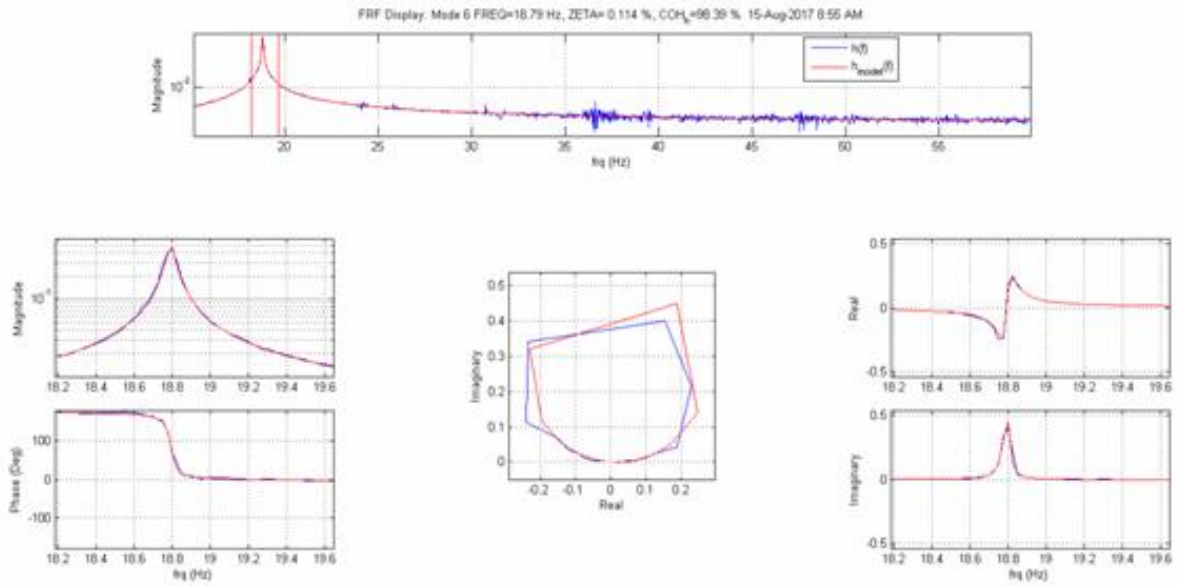 FRF Display: Mode 6 FREQ=18.79 Hz, ZETA= 0.114 %, COH =98.39 % 15-Aug-2017 8:55 AM
Magnitude
10⁻²
h(f)
h_model(f)
20 25 30 35 40 45 50 55
frq (Hz)
Magnitude
18.2 18.4 18.6 18.8 19 19.2 19.4 19.6
Phase (Deg)
100
0
-100
18.2 18.4 18.6 18.8 19 19.2 19.4 19.6
frq (Hz)
Imaginary
0.5
0.4
0.3
0.2
0.1
0
-0.2 -0.1 0 0.1 0.2
Real
Real
0.5
0
-0.5
18.2 18.4 18.6 18.8 19 19.2 19.4 19.6
Imaginary
0.5
0
-0.5
18.2 18.4 18.6 18.8 19 19.2 19.4 19.6
frq (Hz)